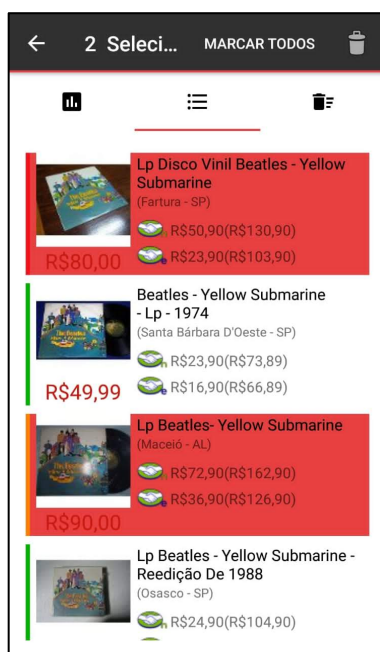 2 Seleci... MARCAR TODOS
Lp Disco Vinil Beatles - Yellow
Submarine
(Fartura - SP)
n R$50,90(R$130,90)
R$80,00
e R$23,90(R$103,90)
Beatles - Yellow Submarine
- Lp - 1974
(Santa Bárbara D'Oeste - SP)
n R$23,90(R$73,89)
R$49,99
e R$16,90(R$66,89)
Lp Beatles- Yellow Submarine
(Maceió - AL)
n R$72,90(R$162,90)
e R$36,90(R$126,90)
R$90,00
Lp Beatles - Yellow Submarine -
Reedição De 1988
(Osasco - SP)
n R$24,90(R$104,90)